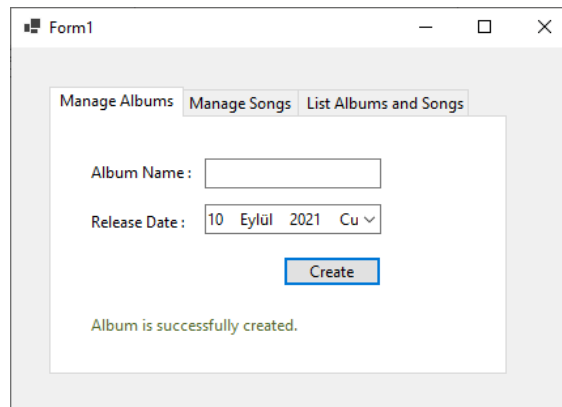 Form1
Manage Albums Manage Songs List Albums and Songs
Album Name :
Release Date : 10 Eylül 2021 Cu
Create
Album is successfully created.